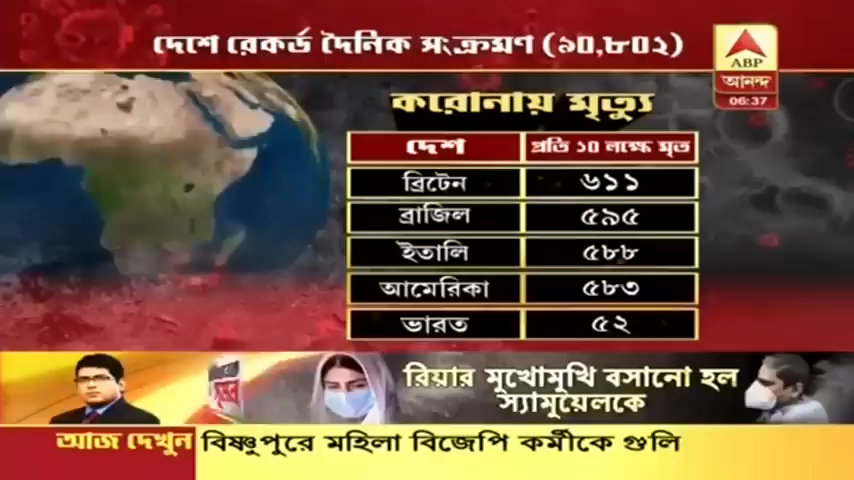 দেশে রেকর্ড দৈনিক সংক্রমণ (৯০,৮০২)
ABP
আনন্দ
06:37
করোনায় মৃত্যু
দেশ প্রতি ১০ লক্ষে মৃত
ব্রিটেন ৬১১
ব্রাজিল ৫৯৫
ইতালি ৫৮৮
আমেরিকা ৫৮৩
ভারত ৫২
রিয়ার মুখোমুখি বসানো হল
স্যামুয়েলকে
আজ দেখুন বিষ্ণুপুরে মহিলা বিজেপি কর্মীকে গুলি